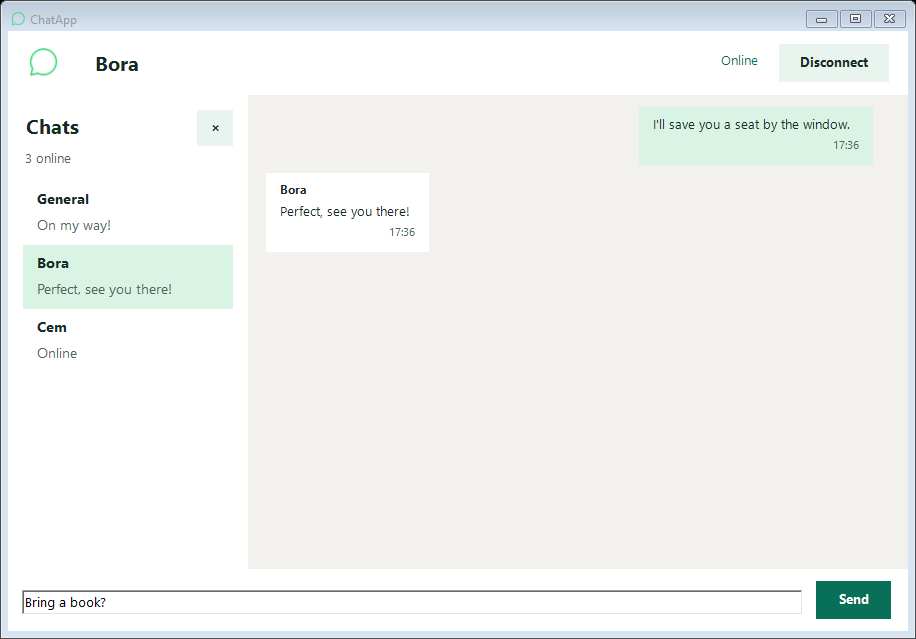 ChatApp
Bora
Online
Disconnect
Chats
×
3 online
General
On my way!
Bora
Perfect, see you there!
Cem
Online
I'll save you a seat by the window.
17:36
Bora
Perfect, see you there!
17:36
Bring a book?
Send